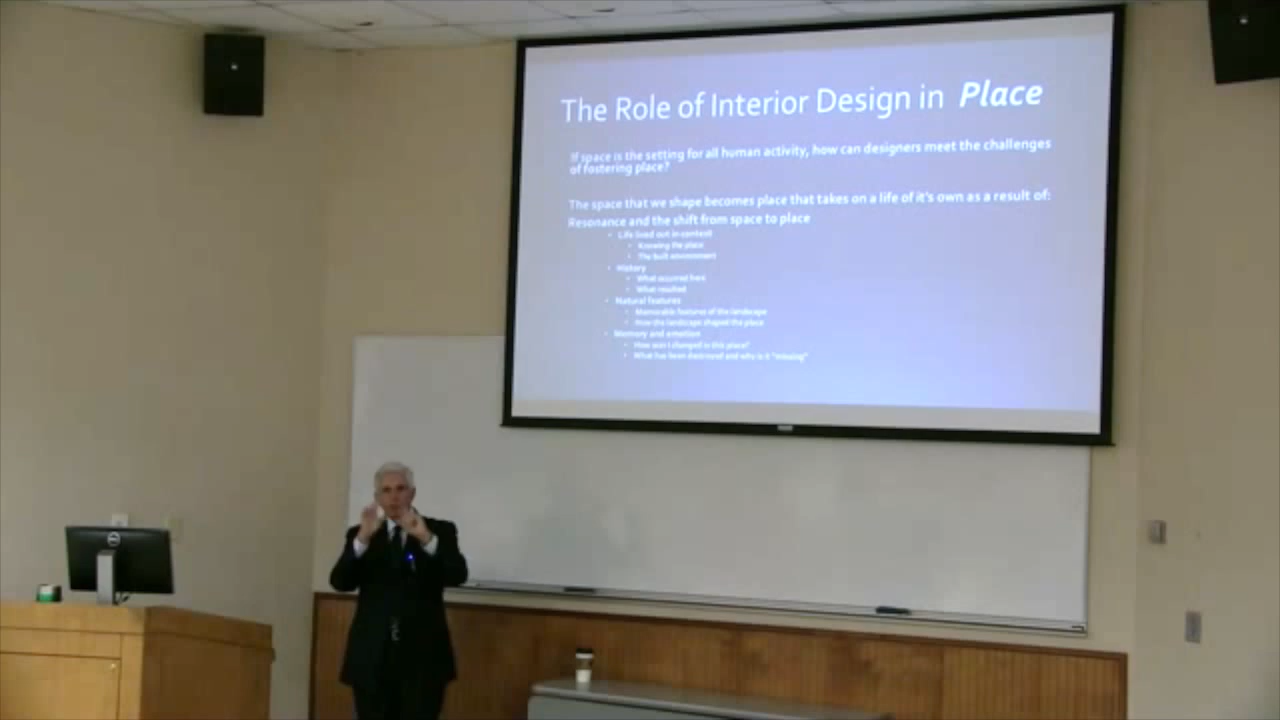 The Role of Interior Design in Place
If space is the setting for all human activity, how can designers meet the challenges
of fostering place?
The space that we shape becomes place that takes on a life of it's own as a result of:
Resonance and the shift from space to place
Life lived out in context
Knowing the place
The built environment
History
What occurred here
What resulted
Natural features
Memorable features of the landscape
How the landscape shaped the place
Memory and emotion
How changed is this place?
What has been destroyed and why is it "missing"
DELL